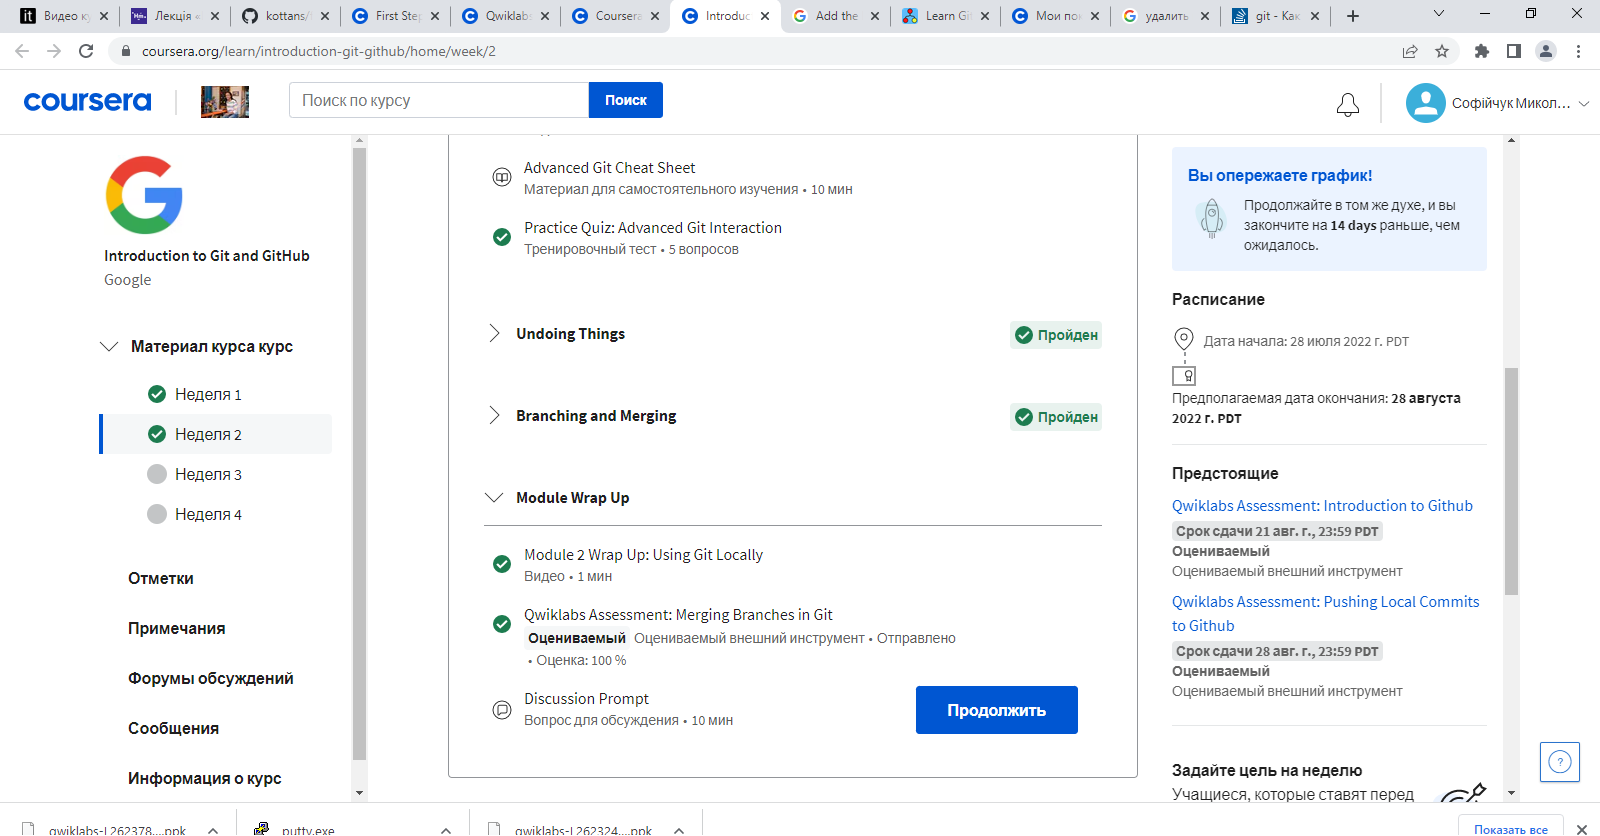 Видео ку
Лекція «
kottans/
First Ste
Qwiklab
Coursera
Introduc
Add the
Learn Gi
Мои по
удалить
git - Как
coursera.org/learn/introduction-git-github/home/week/2
coursera
Поиск по курсу
Поиск
Софійчук Микол...
Introduction to Git and GitHub
Google
Материал курса курс
Неделя 1
Неделя 2
Неделя 3
Неделя 4
Отметки
Примечания
Форумы обсуждений
Сообщения
Информация о курс
Advanced Git Cheat Sheet
Материал для самостоятельного изучения • 10 мин
Practice Quiz: Advanced Git Interaction
Тренировочный тест • 5 вопросов
Undoing Things
Пройден
Branching and Merging
Пройден
Module Wrap Up
Module 2 Wrap Up: Using Git Locally
Видео • 1 мин
Qwiklabs Assessment: Merging Branches in Git
Оцениваемый Оцениваемый внешний инструмент • Отправлено
• Оценка: 100 %
Discussion Prompt
Вопрос для обсуждения • 10 мин
Продолжить
Вы опережаете график!
Продолжайте в том же духе, и вы
закончите на 14 days раньше, чем
ожидалось.
Расписание
Дата начала: 28 июля 2022 г. PDT
Предполагаемая дата окончания: 28 августа
2022 г. PDT
Предстоящие
Qwiklabs Assessment: Introduction to Github
Срок сдачи 21 авг. г., 23:59 PDT
Оцениваемый
Оцениваемый внешний инструмент
Qwiklabs Assessment: Pushing Local Commits
to Github
Срок сдачи 28 авг. г., 23:59 PDT
Оцениваемый
Оцениваемый внешний инструмент
Задайте цель на неделю
Учащиеся, которые ставят перед
qwiklabs-L262378....ppk
putty.exe
qwiklabs-L262324....ppk
Показать все